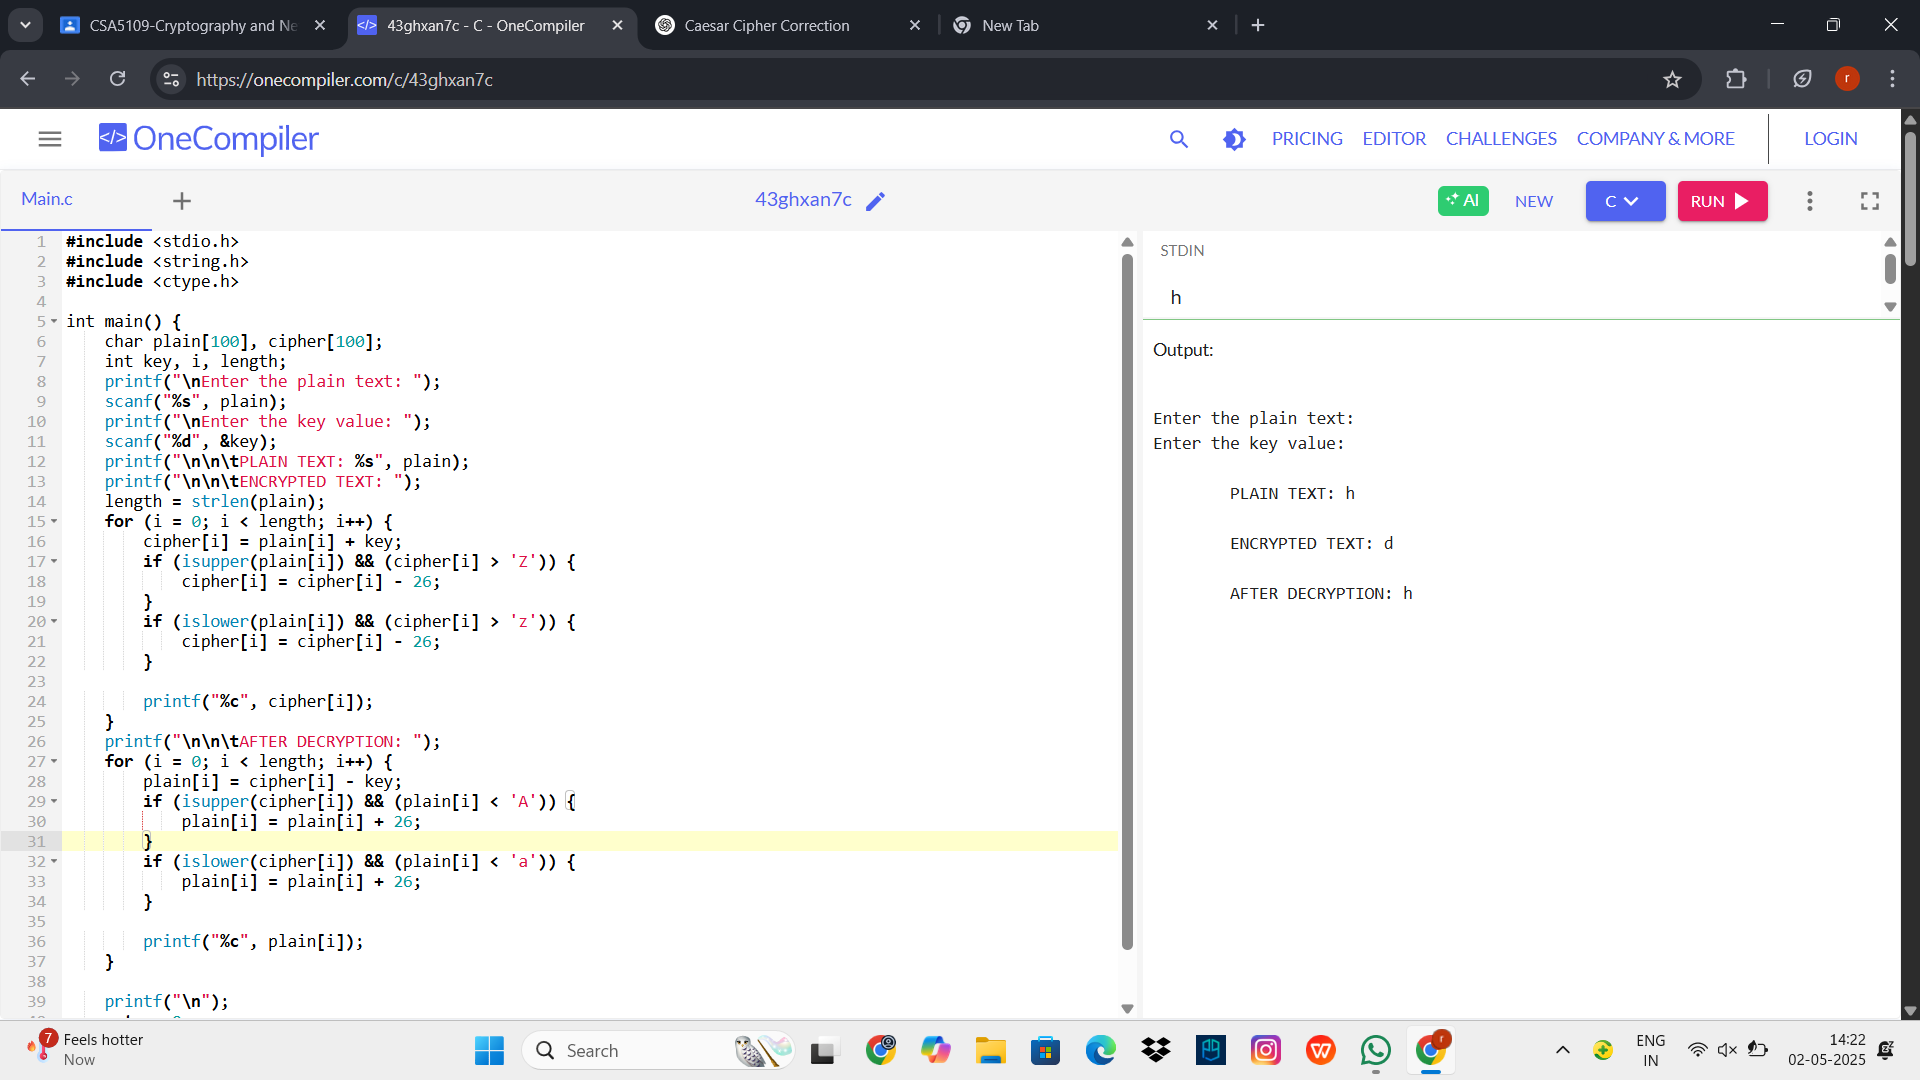 CSA5109-Cryptography and Ne
43ghxan7c - C - OneCompiler
Caesar Cipher Correction
New Tab
https://onecompiler.com/c/43ghxan7c
r
</> OneCompiler
PRICING
EDITOR
CHALLENGES
COMPANY & MORE
LOGIN
Main.c
43ghxan7c
AI
NEW
C
RUN
1 #include <stdio.h>
2 #include <string.h>
3 #include <ctype.h>
4
5 int main() {
6 char plain[100], cipher[100];
7 int key, i, length;
8 printf("\nEnter the plain text: ");
9 scanf("%s", plain);
10 printf("\nEnter the key value: ");
11 scanf("%d", &key);
12 printf("\n\n\tPLAIN TEXT: %s", plain);
13 printf("\n\n\tENCRYPTED TEXT: ");
14 length = strlen(plain);
15 for (i = 0; i < length; i++) {
16 cipher[i] = plain[i] + key;
17 if (isupper(plain[i]) && (cipher[i] > 'Z')) {
18 cipher[i] = cipher[i] - 26;
19 }
20 if (islower(plain[i]) && (cipher[i] > 'z')) {
21 cipher[i] = cipher[i] - 26;
22 }
23
24 printf("%c", cipher[i]);
25 }
26 printf("\n\n\tAFTER DECRYPTION: ");
27 for (i = 0; i < length; i++) {
28 plain[i] = cipher[i] - key;
29 if (isupper(cipher[i]) && (plain[i] < 'A')) {
30 plain[i] = plain[i] + 26;
31 }
32 if (islower(cipher[i]) && (plain[i] < 'a')) {
33 plain[i] = plain[i] + 26;
34 }
35
36 printf("%c", plain[i]);
37 }
38
39 printf("\n");
STDIN
h
Output:
Enter the plain text:
Enter the key value:
PLAIN TEXT: h
ENCRYPTED TEXT: d
AFTER DECRYPTION: h
7
Feels hotter
Now
Search
r
ENG
IN
14:22
02-05-2025